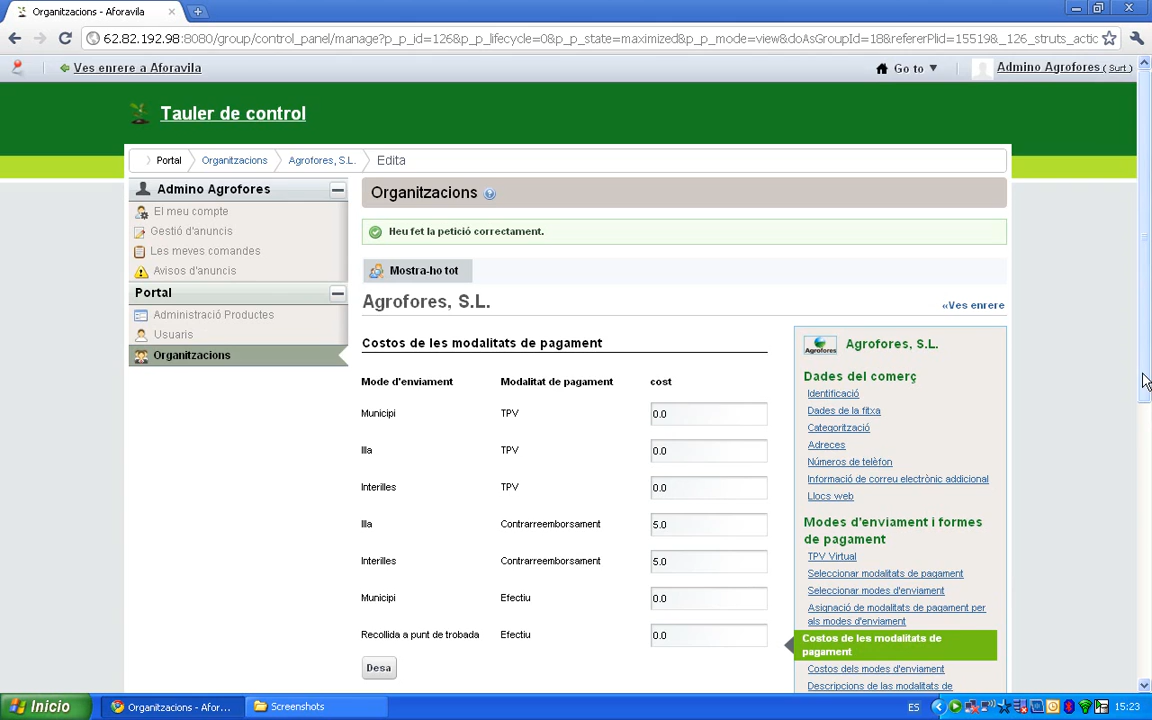 Organitzacions - Aforavila
62.82.192.98:8080/group/control_panel/manage?p_p_id=126&p_p_lifecycle=0&p_p_state=maximized&p_p_mode=view&doAsGroupId=18&refererPlid=15519&_126_struts_actic
Ves enrere a Aforavila
Go to
Admino Agrofores (Surt)
Tauler de control
Portal
Organitzacions
Agrofores, S.L.
Edita
Admino Agrofores
El meu compte
Gestió d'anuncis
Les meves comandes
Avisos d'anuncis
Portal
Administració Productes
Usuaris
Organitzacions
Organitzacions
Heu fet la petició correctament.
Mostra-ho tot
Agrofores, S.L.
«Ves enrere
Costos de les modalitats de pagament
Mode d'enviament Modalitat de pagament cost
Municipi TPV 0.0
Illa TPV 0.0
Interilles TPV 0.0
Illa Contrarreemborsament 5.0
Interilles Contrarreemborsament 5.0
Municipi Efectiu 0.0
Recollida a punt de trobada Efectiu 0.0
Desa
Agrofores
Agrofores, S.L.
Dades del comerç
Identificació
Dades de la fitxa
Categorització
Adreces
Números de telèfon
Informació de correu electrònic addicional
Llocs web
Modes d'enviament i formes
de pagament
TPV Virtual
Seleccionar modalitats de pagament
Seleccionar modes d'enviament
Asignació de modalitats de pagament per
als modes d'enviament
Costos de les modalitats de
pagament
Costos dels modes d'enviament
Descripcions de les modalitats de
Inicio
Organitzacions - Afor...
Screenshots
ES
15:23